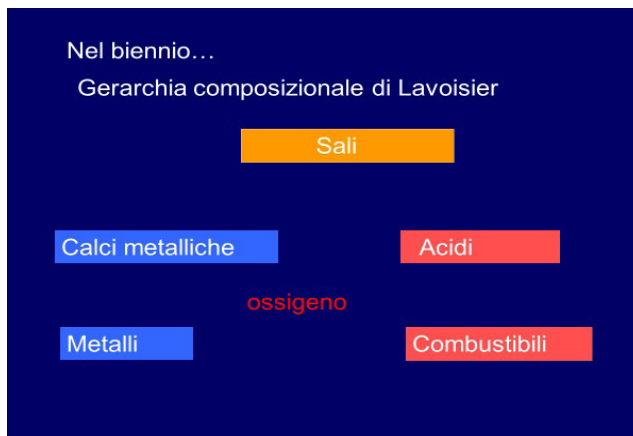 Nel biennio…
Gerarchia composizionale di Lavoisier
Sali
Calci metalliche
Acidi
ossigeno
Metalli
Combustibili